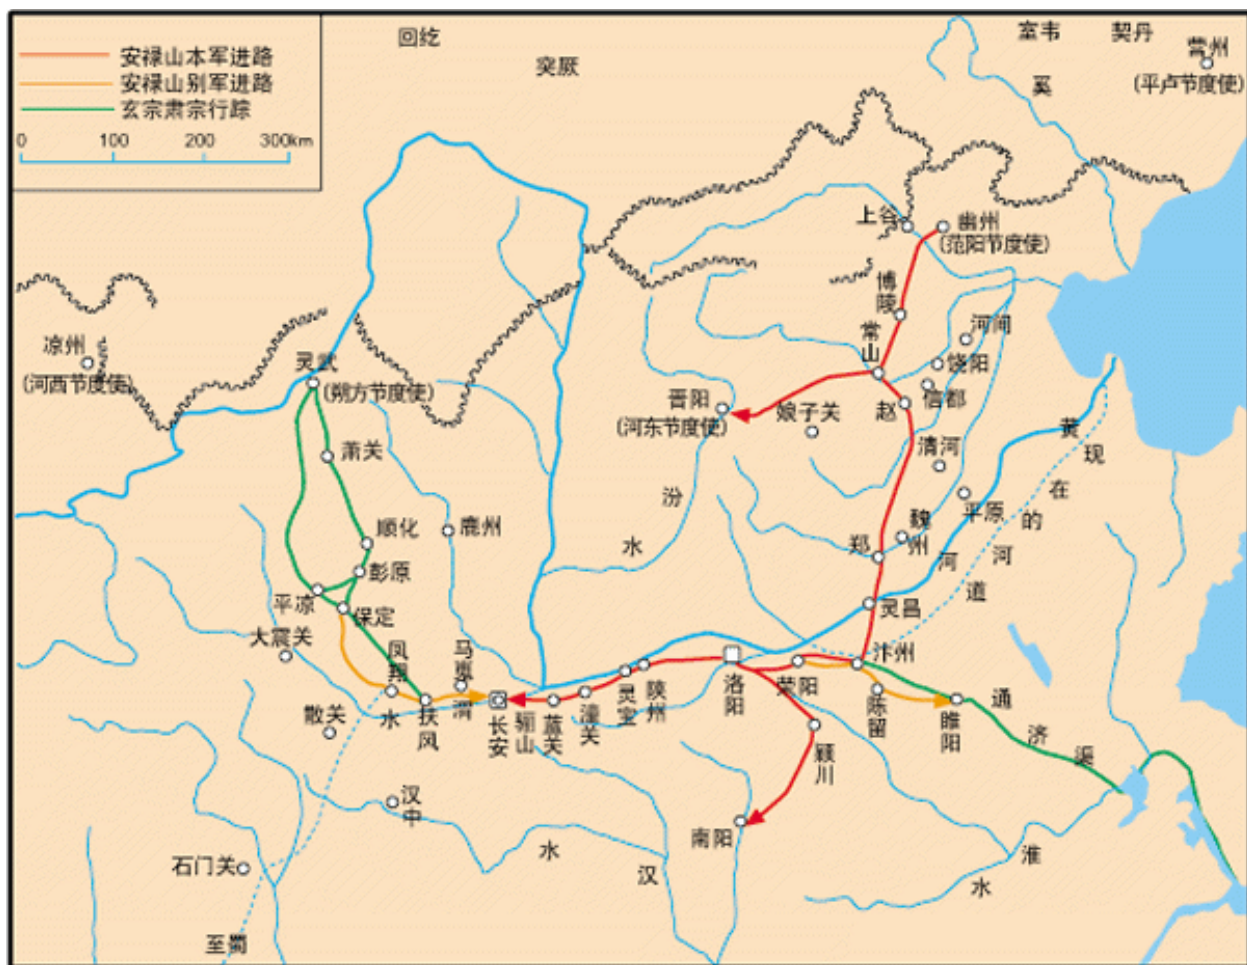 安禄山本军进路
安禄山别军进路
玄宗肃宗行踪
0 100 200 300km
回纥
突厥
室韦
契丹
奚
营州
(平卢节度使)
上谷
幽州
(范阳节度使)
博陵
河间
常山
饶阳
信都
赵
凉州
(河西节度使)
灵武
(朔方节度使)
晋阳
(河东节度使)
娘子关
清河
平原
黄河
现在的河道
萧关
汾水
鹿州
顺化
魏州
郑
彭原
平凉
保定
灵昌
大震关
凤翔
马嵬
渭水
散关
扶风
长安
骊山
蓝关
潼关
灵宝
陕州
洛阳
荥阳
汴州
陈留
睢阳
通济渠
颍川
汉中
南阳
石门关
汉水
淮水
至蜀